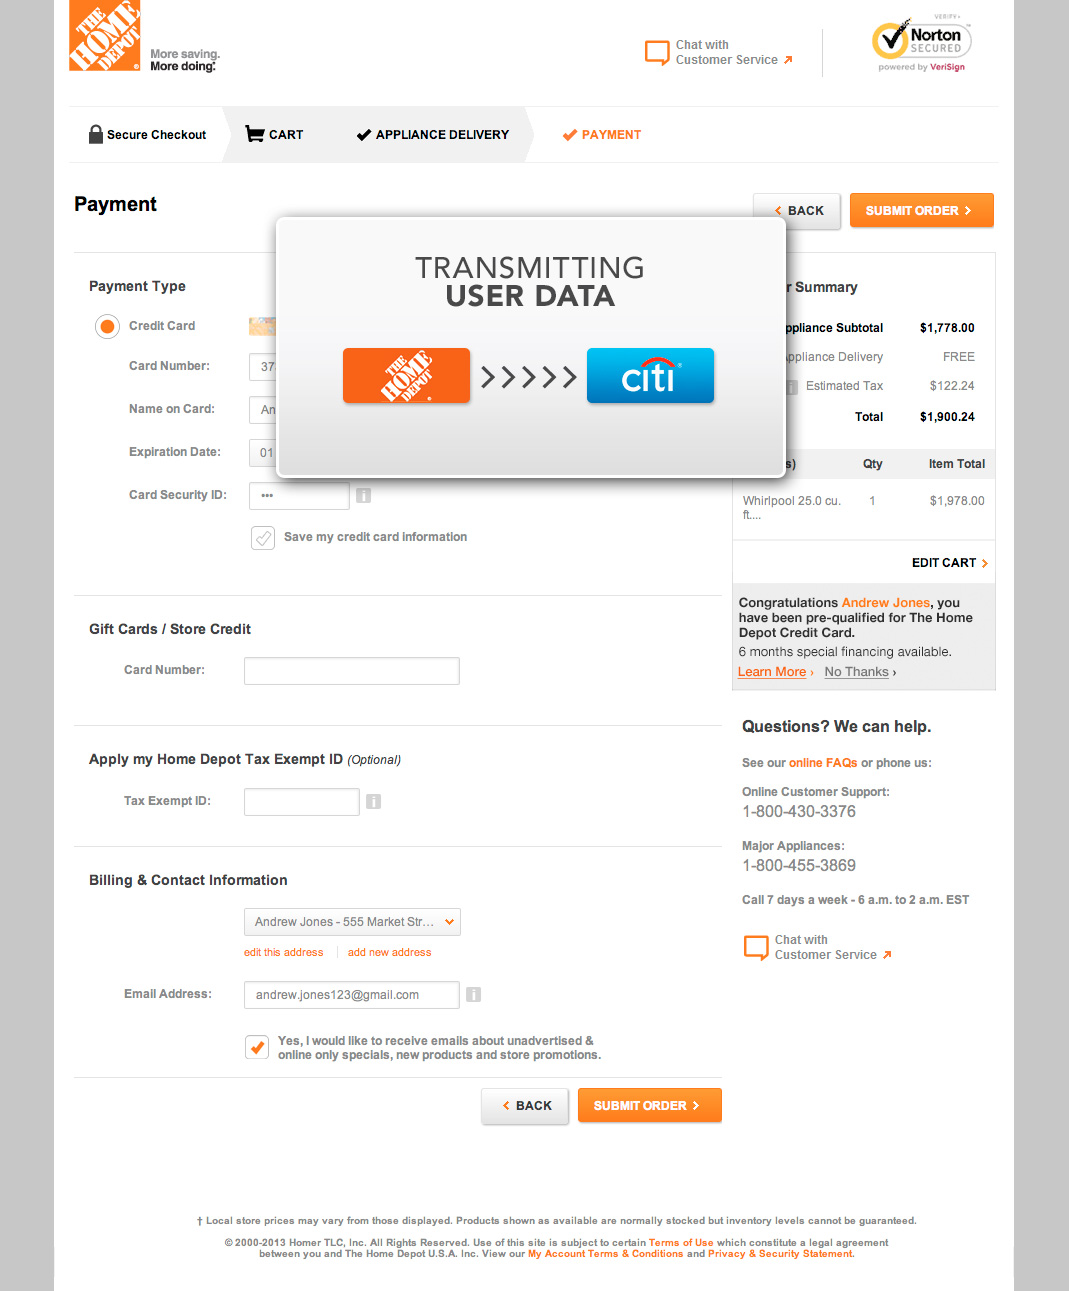 THE HOME DEPOT
More saving.
More doing.
Chat with
Customer Service
VERIFY
Norton
SECURED
powered by VeriSign
Secure Checkout
CART
APPLIANCE DELIVERY
PAYMENT
Payment
BACK
SUBMIT ORDER
TRANSMITTING
USER DATA
THE HOME DEPOT
citi
Payment Type
Credit Card
Card Number: 37
Name on Card: An
Expiration Date: 01
Card Security ID: •••
i
Save my credit card information
r Summary
ppliance Subtotal $1,778.00
ppliance Delivery FREE
i Estimated Tax $122.24
Total $1,900.24
s) Qty Item Total
Whirlpool 25.0 cu. 1 $1,978.00
ft....
EDIT CART
Congratulations Andrew Jones, you
have been pre-qualified for The Home
Depot Credit Card.
6 months special financing available.
Learn More › No Thanks ›
Gift Cards / Store Credit
Card Number:
Apply my Home Depot Tax Exempt ID (Optional)
Tax Exempt ID:
i
Questions? We can help.
See our online FAQs or phone us:
Online Customer Support:
1-800-430-3376
Major Appliances:
1-800-455-3869
Call 7 days a week - 6 a.m. to 2 a.m. EST
Chat with
Customer Service
Billing & Contact Information
Andrew Jones - 555 Market Str...
edit this address add new address
Email Address: andrew.jones123@gmail.com
i
Yes, I would like to receive emails about unadvertised &
online only specials, new products and store promotions.
BACK
SUBMIT ORDER
† Local store prices may vary from those displayed. Products shown as available are normally stocked but inventory levels cannot be guaranteed.
© 2000-2013 Homer TLC, Inc. All Rights Reserved. Use of this site is subject to certain Terms of Use which constitute a legal agreement
between you and The Home Depot U.S.A. Inc. View our My Account Terms & Conditions and Privacy & Security Statement.